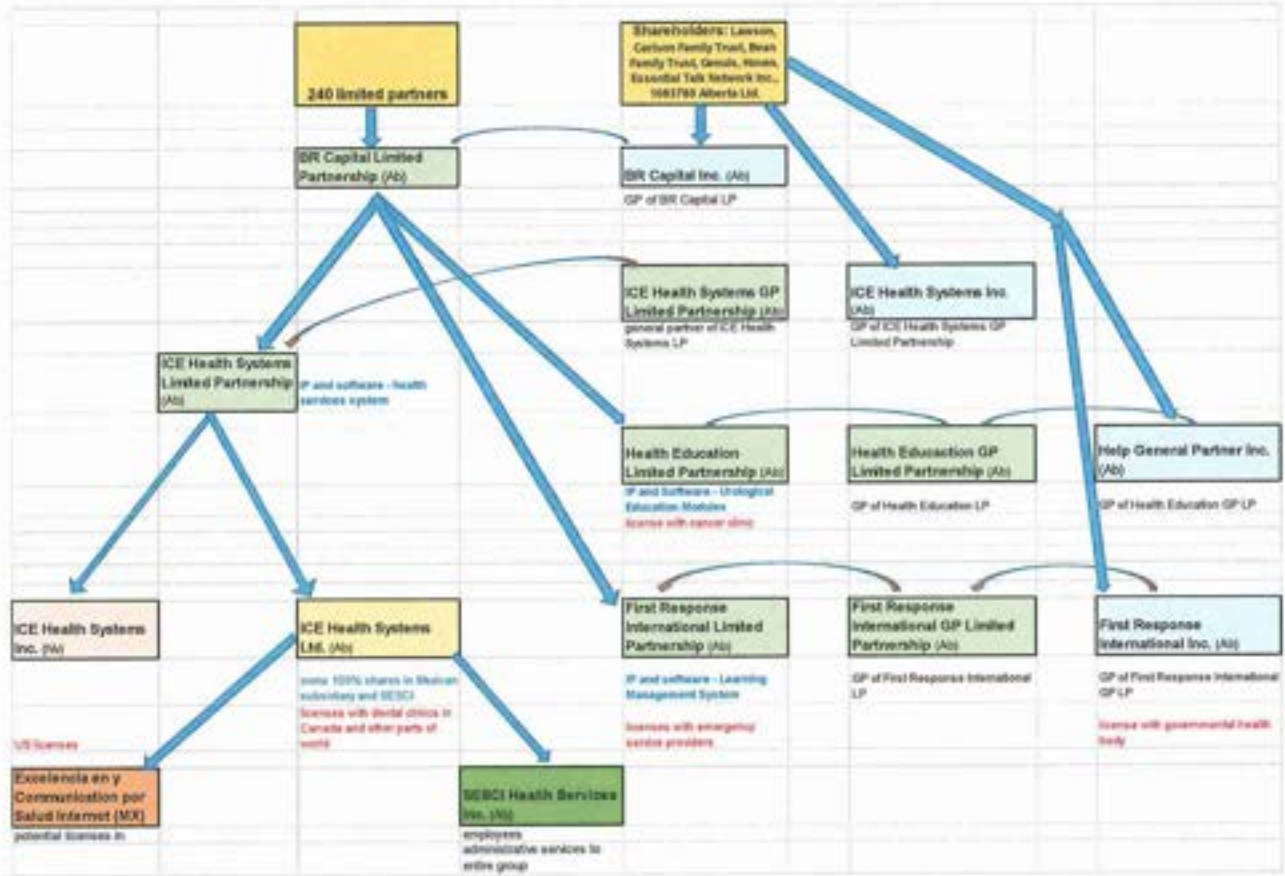 240 limited partners
Shareholders: Lawson,
Carlson Family Trust, Bean
Family Trust,
Essential Talk Network Inc.,
Alberta Ltd.
BR Capital Limited
Partnership (Ab)
BR Capital Inc. (Ab)
GP of BR Capital LP
ICE Health Systems GP
Limited Partnership (Ab)
general partner of ICE Health
Systems LP
ICE Health Systems Inc.
(Ab)
GP of ICE Health Systems GP
Limited Partnership
ICE Health Systems
Limited Partnership
(Ab)
IP and software - health
services system
Health Education
Limited Partnership (Ab)
IP and Software - Urological
Education Modules
license with cancer clinic
Health Educaction GP
Limited Partnership (Ab)
GP of Health Education LP
Help General Partner Inc.
(Ab)
GP of Health Education GP LP
ICE Health Systems
Inc.
US licenses
ICE Health Systems
Ltd. (Ab)
owns 100% shares in Mexican
subsidiary and SESCI
licenses with dental clinics in
Canada and other parts of
world
First Response
International Limited
Partnership (Ab)
IP and software - Learning
Management System
licenses with emergency
service providers
First Response
International GP Limited
Partnership (Ab)
GP of First Response International
LP
First Response
International Inc. (Ab)
GP of First Response International
GP LP
license with governmental health
body
Excelencia en y
Communication por
Salud Internet (MX)
potential licenses in
SESCI Health Services
Inc. (Ab)
employees
administrative services to
entire group